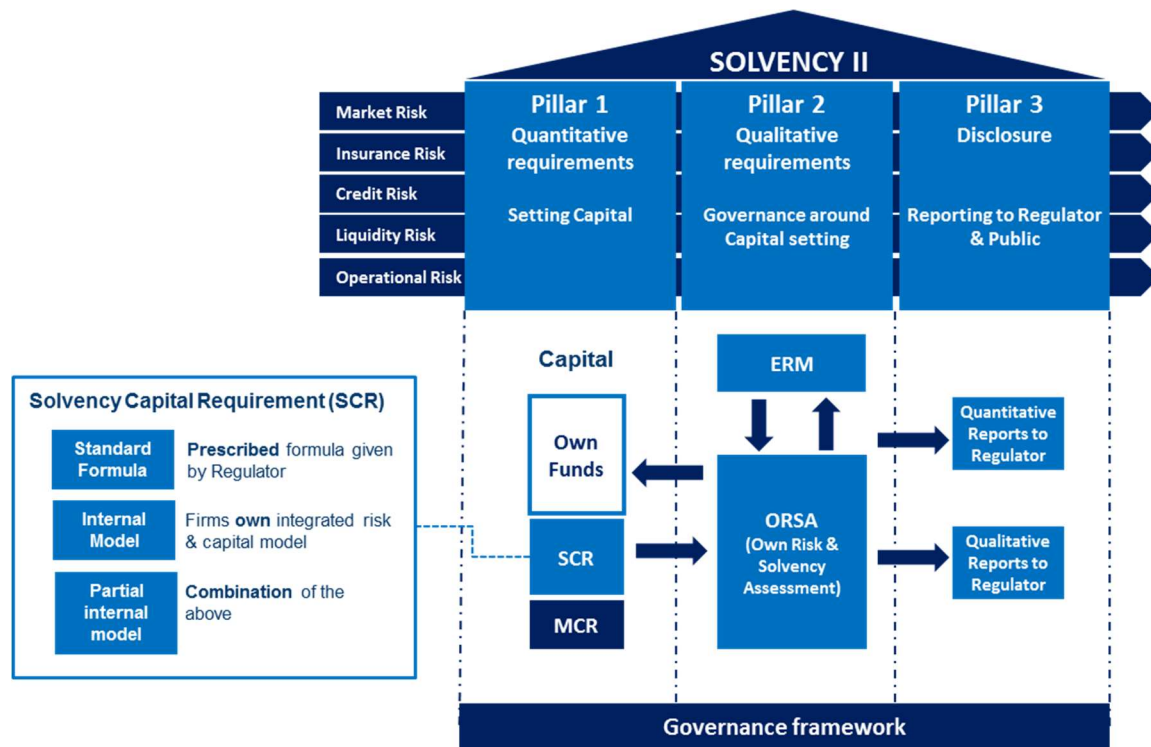 SOLVENCY II
Market Risk
Insurance Risk
Credit Risk
Liquidity Risk
Operational Risk
Pillar 1
Quantitative
requirements
Setting Capital
Pillar 2
Qualitative
requirements
Governance around
Capital setting
Pillar 3
Disclosure
Reporting to Regulator
& Public
Solvency Capital Requirement (SCR)
Standard
Formula
Prescribed formula given
by Regulator
Internal
Model
Firms own integrated risk
& capital model
Partial
internal
model
Combination of the
above
Capital
Own
Funds
SCR
MCR
ERM
ORSA
(Own Risk &
Solvency
Assessment)
Quantitative
Reports to
Regulator
Qualitative
Reports to
Regulator
Governance framework